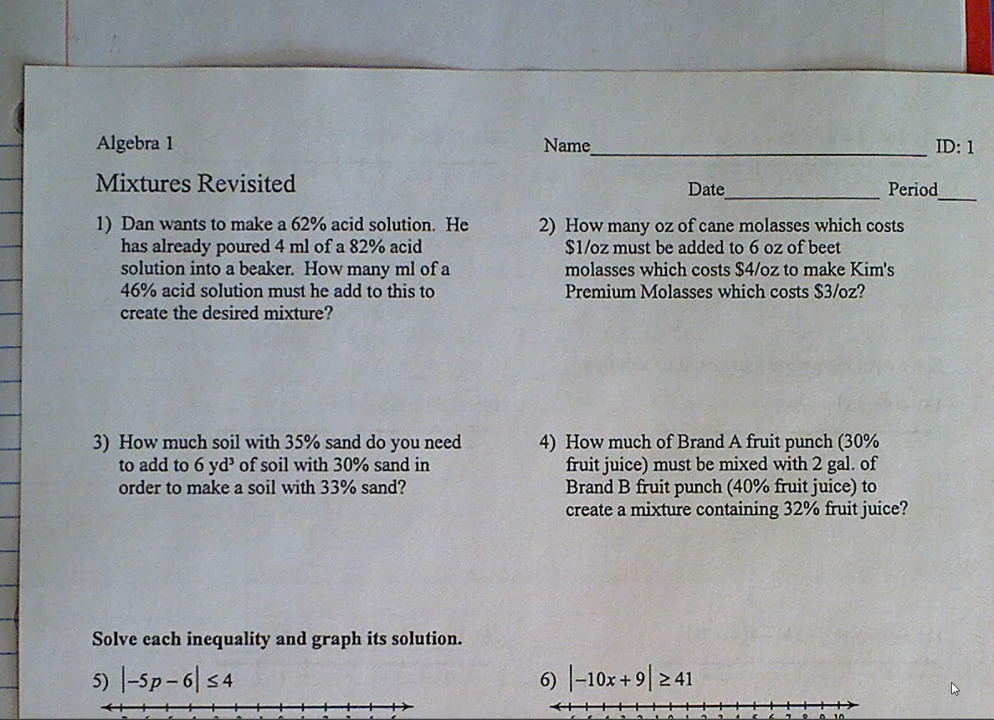 Algebra 1
Name ID: 1
Mixtures Revisited
Date Period
1) Dan wants to make a 62% acid solution. He
has already poured 4 ml of a 82% acid
solution into a beaker. How many ml of a
46% acid solution must he add to this to
create the desired mixture?
2) How many oz of cane molasses which costs
$1/oz must be added to 6 oz of beet
molasses which costs $4/oz to make Kim's
Premium Molasses which costs $3/oz?
3) How much soil with 35% sand do you need
to add to 6 yd³ of soil with 30% sand in
order to make a soil with 33% sand?
4) How much of Brand A fruit punch (30%
fruit juice) must be mixed with 2 gal. of
Brand B fruit punch (40% fruit juice) to
create a mixture containing 32% fruit juice?
Solve each inequality and graph its solution.
5) |−5p − 6| ≤ 4
6) |−10x + 9| ≥ 41